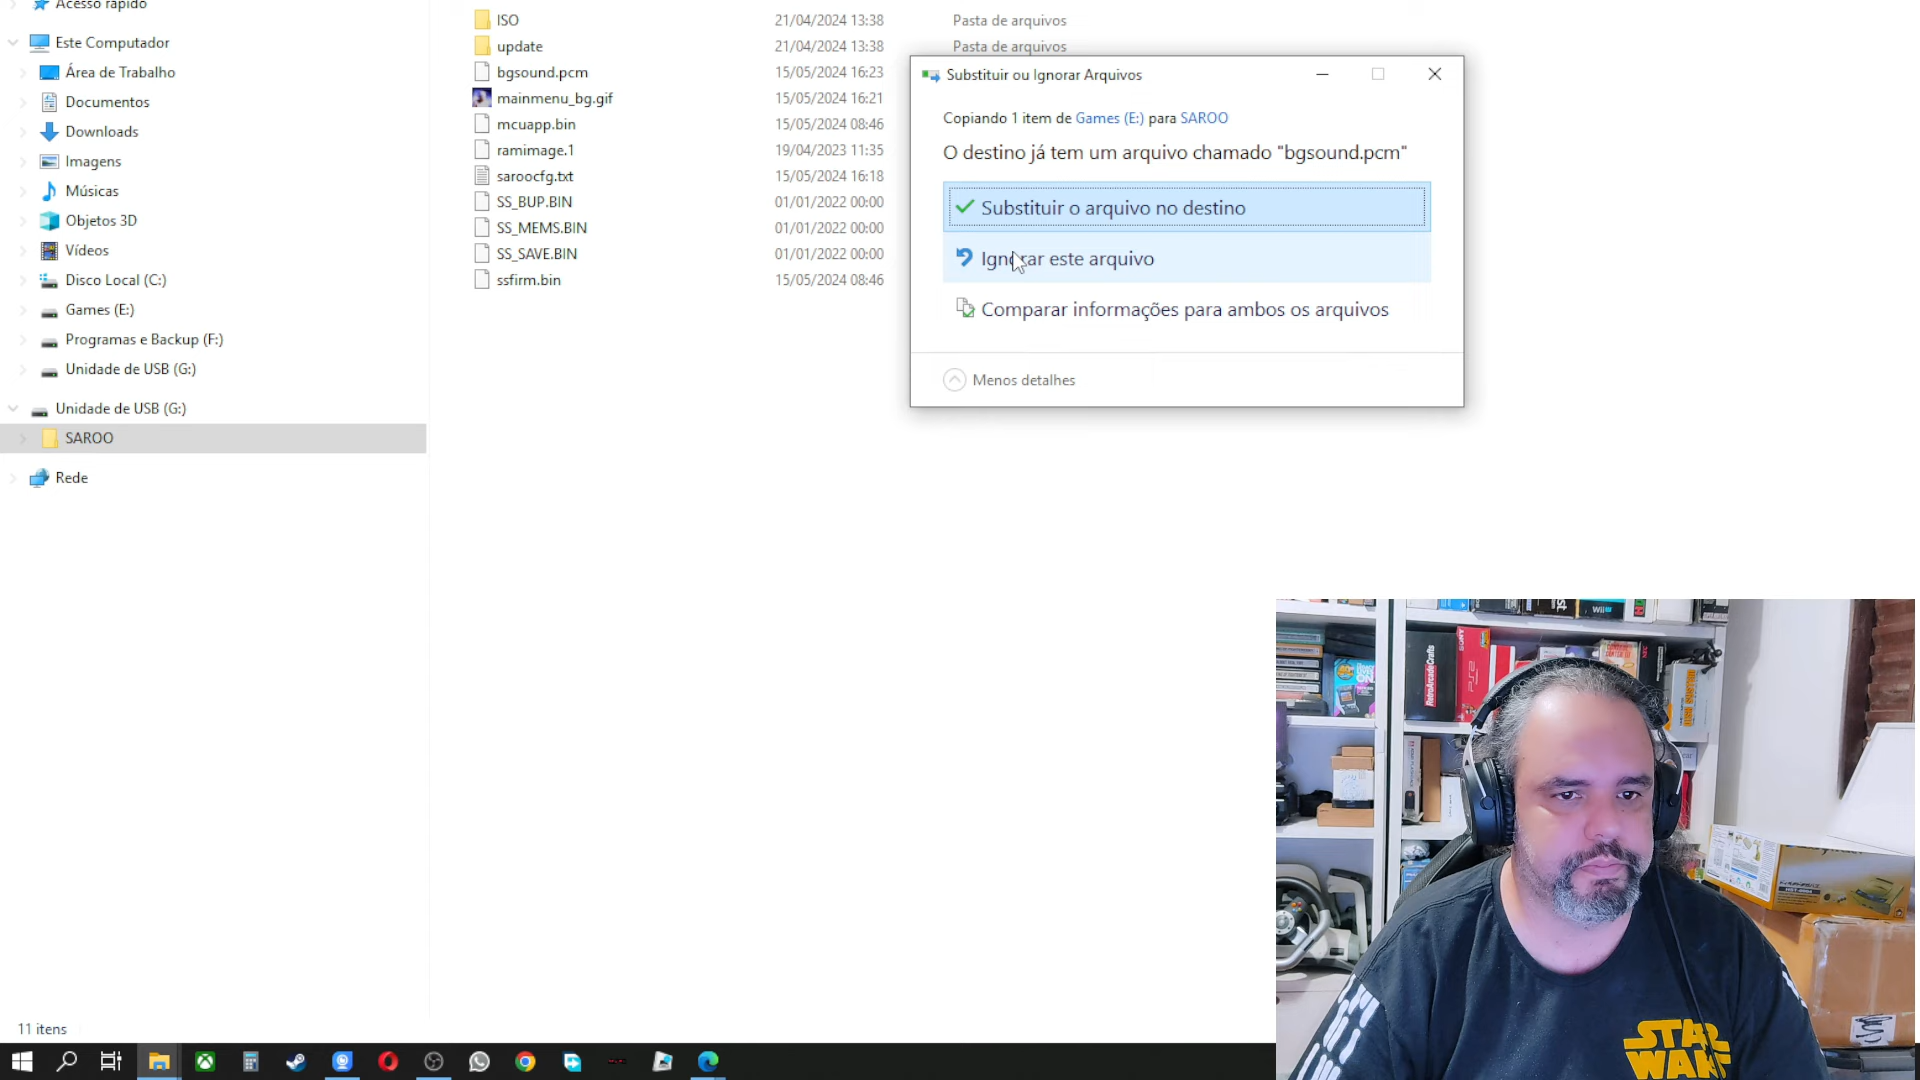 Acesso rápido
Este Computador
Área de Trabalho
Documentos
Downloads
Imagens
Músicas
Objetos 3D
Vídeos
Disco Local (C:)
Games (E:)
Programas e Backup (F:)
Unidade de USB (G:)
Unidade de USB (G:)
SAROO
Rede
ISO 21/04/2024 13:38 Pasta de arquivos
update 21/04/2024 13:38 Pasta de arquivos
bgsound.pcm 15/05/2024 16:23
mainmenu_bg.gif 15/05/2024 16:21
mcuapp.bin 15/05/2024 08:46
ramimage.1 19/04/2023 11:35
saroocfg.txt 15/05/2024 16:18
SS_BUP.BIN 01/01/2022 00:00
SS_MEMS.BIN 01/01/2022 00:00
SS_SAVE.BIN 01/01/2022 00:00
ssfirm.bin 15/05/2024 08:46
Substituir ou Ignorar Arquivos
Copiando 1 item de Games (E:) para SAROO
O destino já tem um arquivo chamado "bgsound.pcm"
Substituir o arquivo no destino
Ignorar este arquivo
Comparar informações para ambos os arquivos
Menos detalhes
11 itens
Wii
SONY
PS2
RetroArcadeCrafts
STAR
WARS